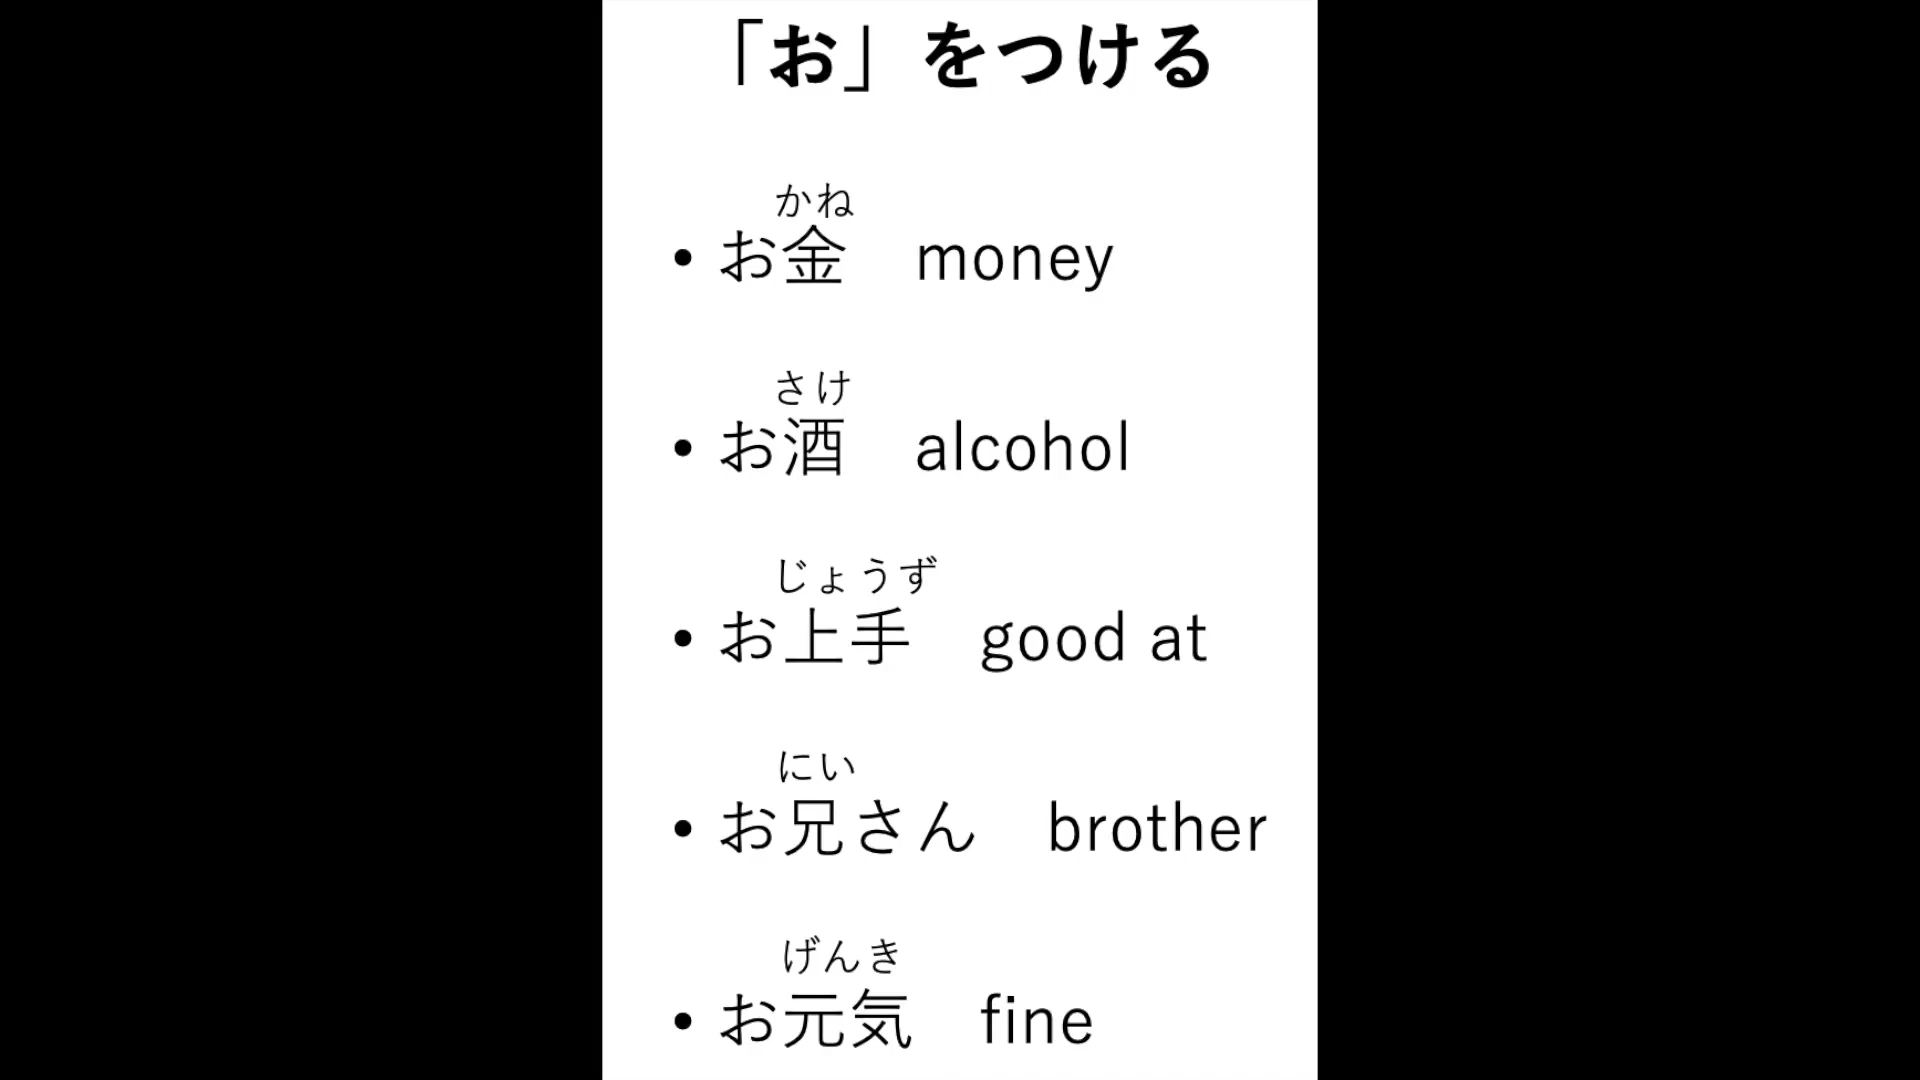 「お」をつける
かね
• お金　money
さけ
• お酒　alcohol
じょうず
• お上手　good at
にい
• お兄さん　brother
げんき
• お元気　fine